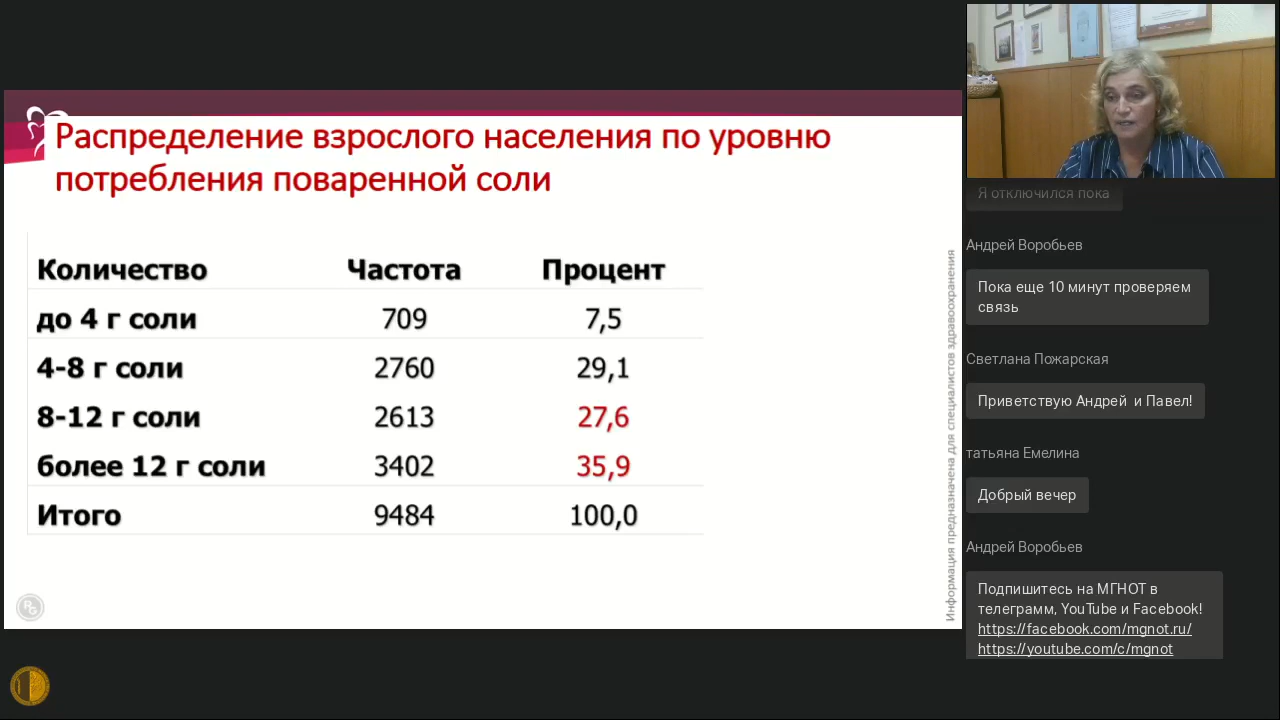 Распределение взрослого населения по уровню
потребления поваренной соли
Количество Частота Процент
до 4 г соли 709 7,5
4-8 г соли 2760 29,1
8-12 г соли 2613 27,6
более 12 г соли 3402 35,9
Итого 9484 100,0
Информация предназначена для специалистов здравоохранения
PG
Я отключился пока
Андрей Воробьев
Пока еще 10 минут проверяем
связь
Светлана Пожарская
Приветствую Андрей и Павел!
татьяна Емелина
Добрый вечер
Андрей Воробьев
Подпишитесь на МГНОТ в
телеграмм, YouTube и Facebook!
https://facebook.com/mgnot.ru/
https://youtube.com/c/mgnot